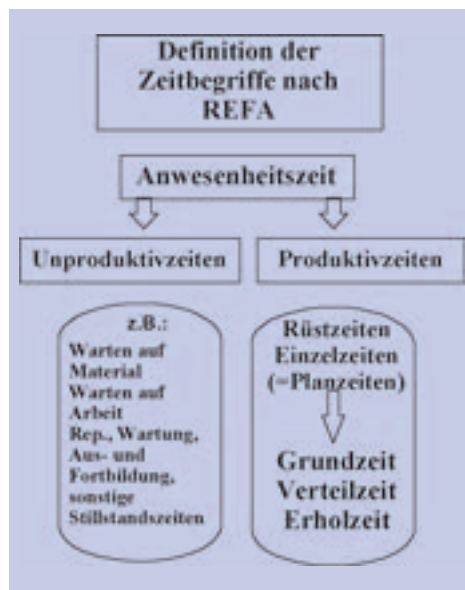 Definition der
Zeitbegriffe nach
REFA
Anwesenheitszeit
Unproduktivzeiten
Produktivzeiten
z.B.:
Warten auf
Material
Warten auf
Arbeit
Rep., Wartung,
Aus- und
Fortbildung,
sonstige
Stillstandszeiten
Rüstzeiten
Einzelzeiten
(=Planzeiten)
Grundzeit
Verteilzeit
Erholzeit